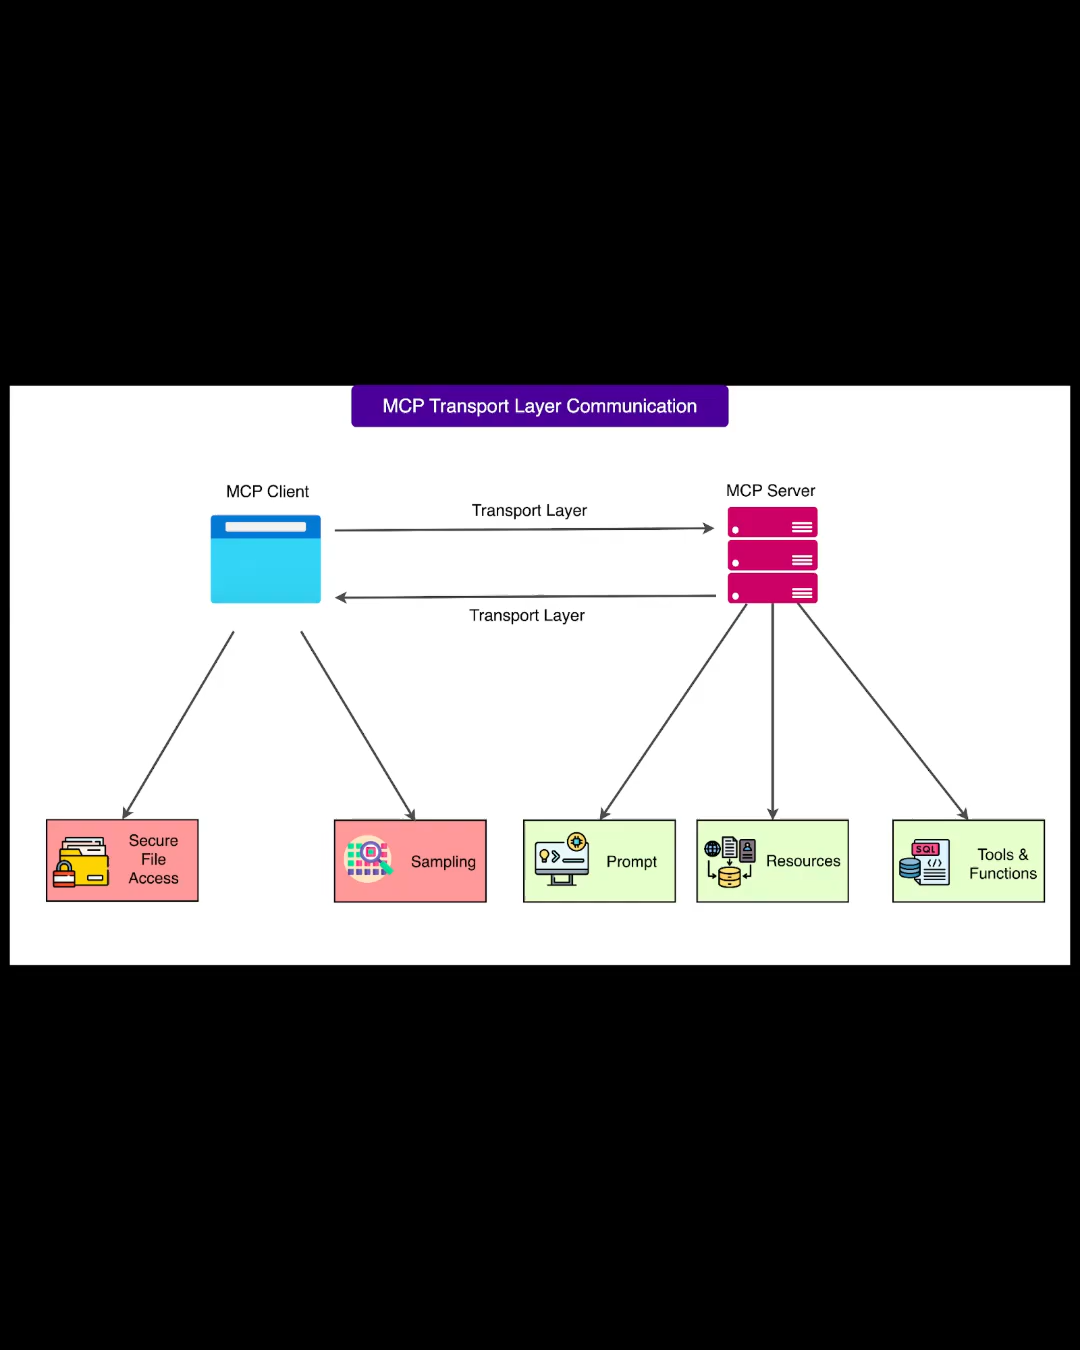 MCP Transport Layer Communication
MCP Client
MCP Server
Transport Layer
Transport Layer
Secure
File
Access
Sampling
Prompt
Resources
SQL
</>
Tools &
Functions